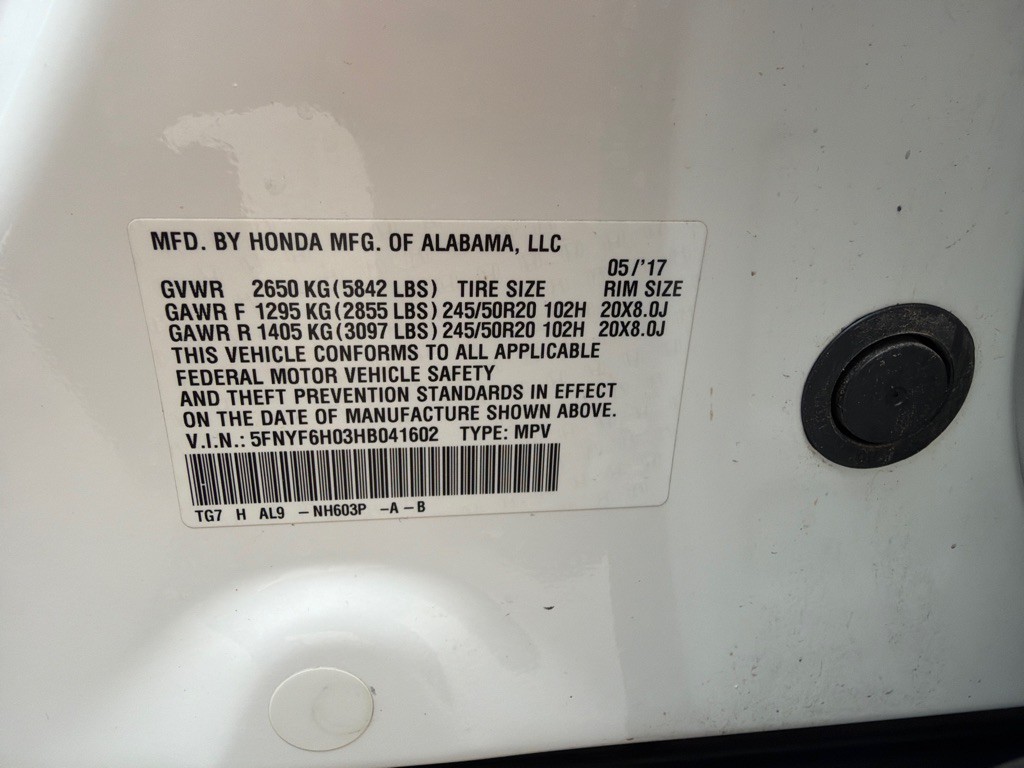 MFD. BY HONDA MFG. OF ALABAMA, LLC
05/'17
GVWR 2650 KG (5842 LBS) TIRE SIZE RIM SIZE
GAWR F 1295 KG (2855 LBS) 245/50R20 102H 20X8.0J
GAWR R 1405 KG (3097 LBS) 245/50R20 102H 20X8.0J
THIS VEHICLE CONFORMS TO ALL APPLICABLE
FEDERAL MOTOR VEHICLE SAFETY
AND THEFT PREVENTION STANDARDS IN EFFECT
ON THE DATE OF MANUFACTURE SHOWN ABOVE.
V.I.N.: 5FNYF6H03HB041602 TYPE: MPV
TG7 H AL9 - NH603P - A - B